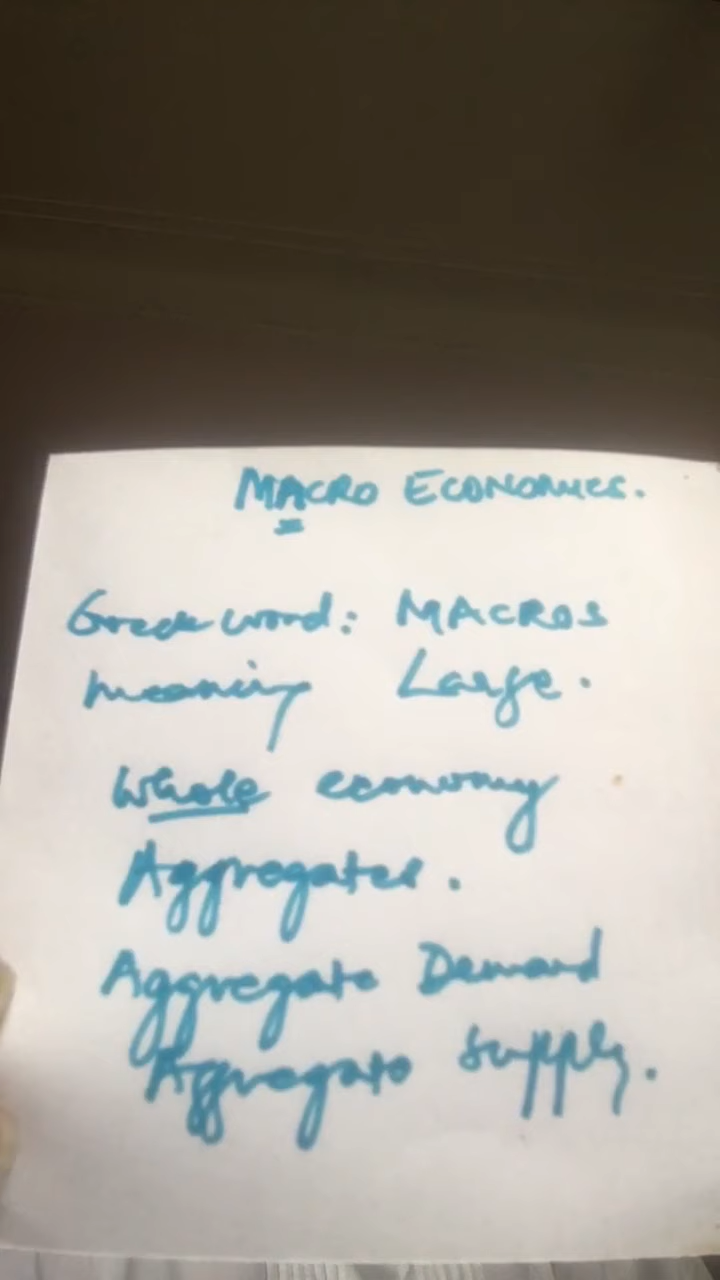 MACRO ECONOMICS.
Greek word: MACROS
meaning Large.
Whole economy
Aggregates.
Aggregate Demand
Aggregate Supply.